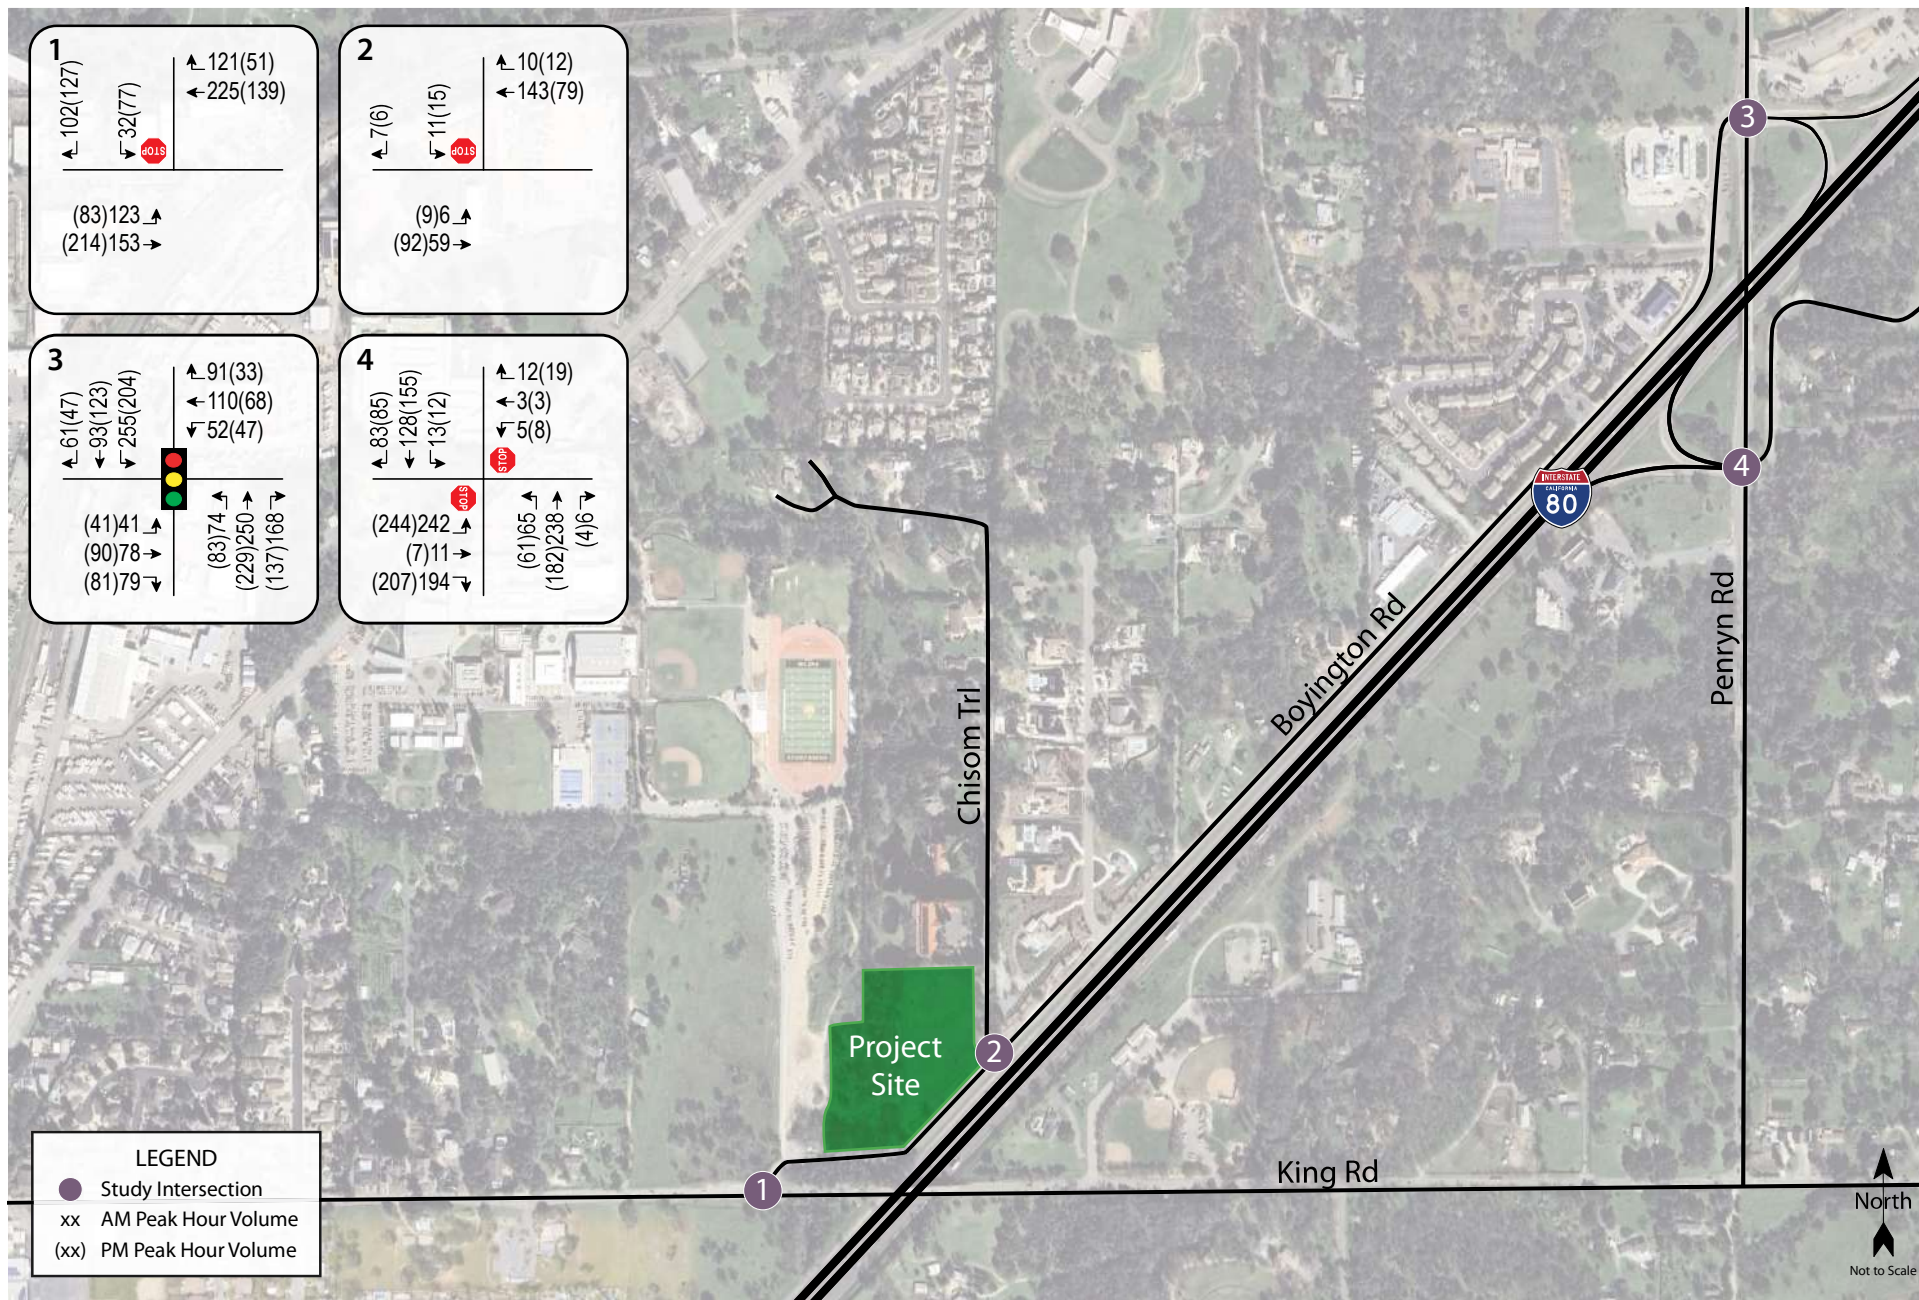 1
102(127)
32(77)
STOP
121(51)
225(139)
(83)123
(214)153
2
7(6)
11(15)
STOP
10(12)
143(79)
(9)6
(92)59
3
61(47)
93(123)
255(204)
91(33)
110(68)
52(47)
(41)41
(90)78
(81)79
(83)74
(229)250
(137)168
4
83(85)
128(155)
13(12)
12(19)
3(3)
5(8)
STOP
STOP
(244)242
(7)11
(207)194
(61)65
(182)238
(4)6
3
4
INTERSTATE
CALIFORNIA
80
Boyington Rd
Penryn Rd
Chisom Trl
Project
Site
2
1
King Rd
LEGEND
Study Intersection
xx AM Peak Hour Volume
(xx) PM Peak Hour Volume
North
Not to Scale